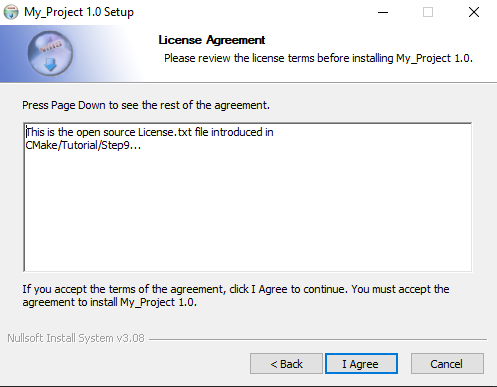 My_Project 1.0 Setup
License Agreement
Please review the license terms before installing My_Project 1.0.
Press Page Down to see the rest of the agreement.
This is the open source License.txt file introduced in
CMake/Tutorial/Step9...
If you accept the terms of the agreement, click I Agree to continue. You must accept the
agreement to install My_Project 1.0.
Nullsoft Install System v3.08
< Back
I Agree
Cancel